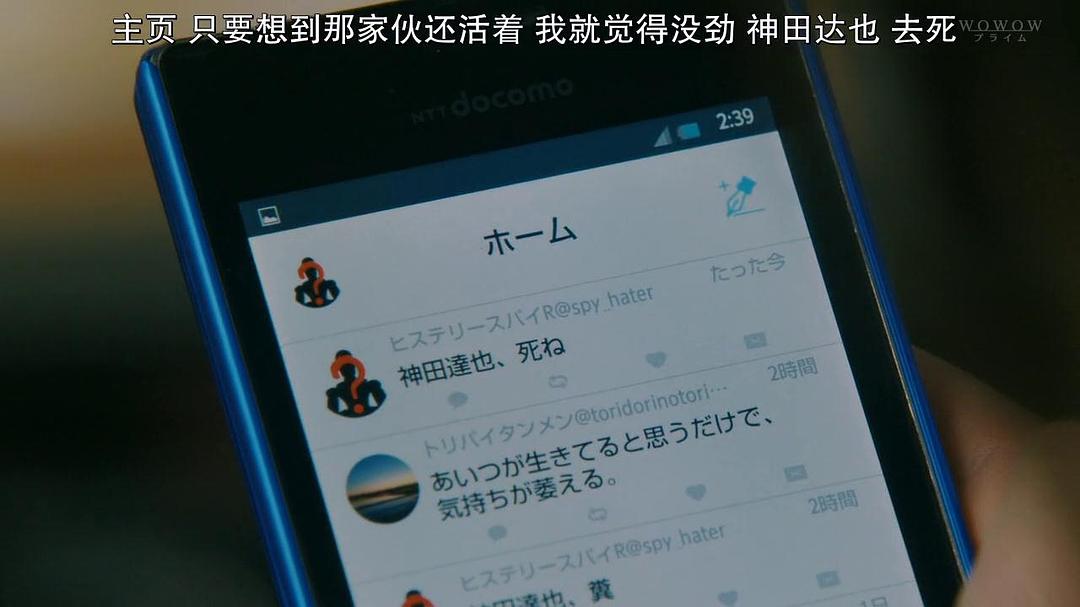 主页 只要想到那家伙还活着 我就觉得没劲 神田达也 去死
WOWOW
プライム
NTT docomo
2:39
ホーム
たった今
ヒステリースパイR@spy_hater
神田達也、死ね
2時間
トリパイタンメン@toridorinotori…
あいつが生きてると思うだけで、
気持ちが萎える。
2時間
ヒステリースパイR@spy_hater
神田達也、糞
1日